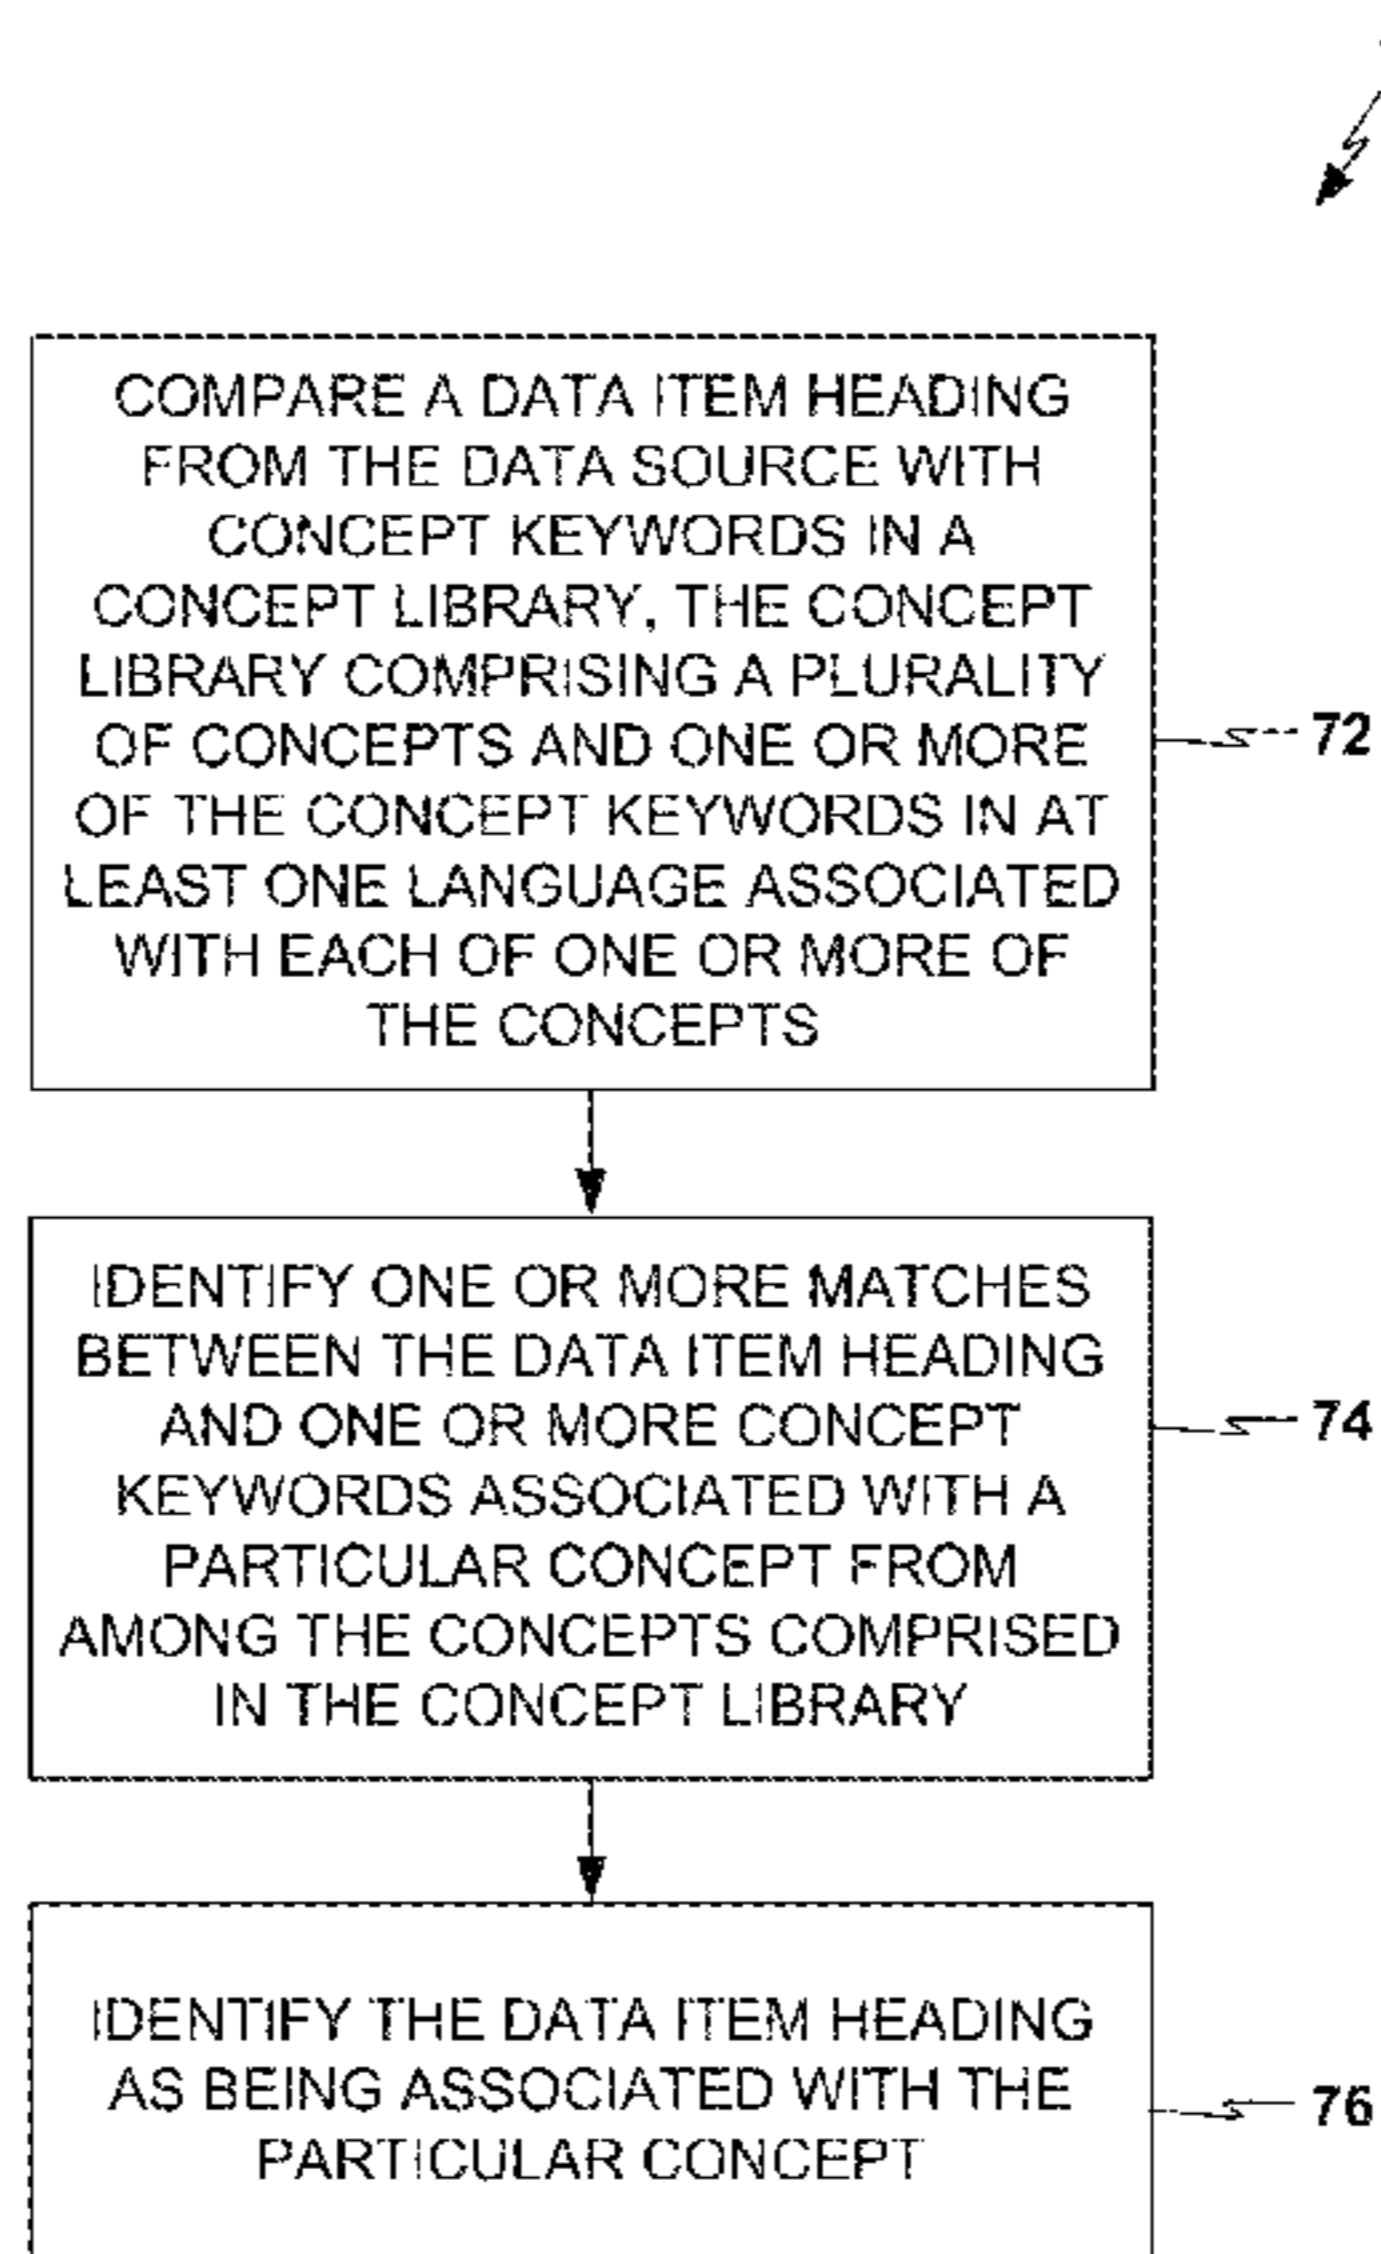 COMPARE A DATA ITEM HEADING
FROM THE DATA SOURCE WITH
CONCEPT KEYWORDS IN A
CONCEPT LIBRARY, THE CONCEPT
LIBRARY COMPRISING A PLURALITY
OF CONCEPTS AND ONE OR MORE
OF THE CONCEPT KEYWORDS IN AT
LEAST ONE LANGUAGE ASSOCIATED
WITH EACH OF ONE OR MORE OF
THE CONCEPTS
72
IDENTIFY ONE OR MORE MATCHES
BETWEEN THE DATA ITEM HEADING
AND ONE OR MORE CONCEPT
KEYWORDS ASSOCIATED WITH A
PARTICULAR CONCEPT FROM
AMONG THE CONCEPTS COMPRISED
IN THE CONCEPT LIBRARY
74
IDENTIFY THE DATA ITEM HEADING
AS BEING ASSOCIATED WITH THE
PARTICULAR CONCEPT
76